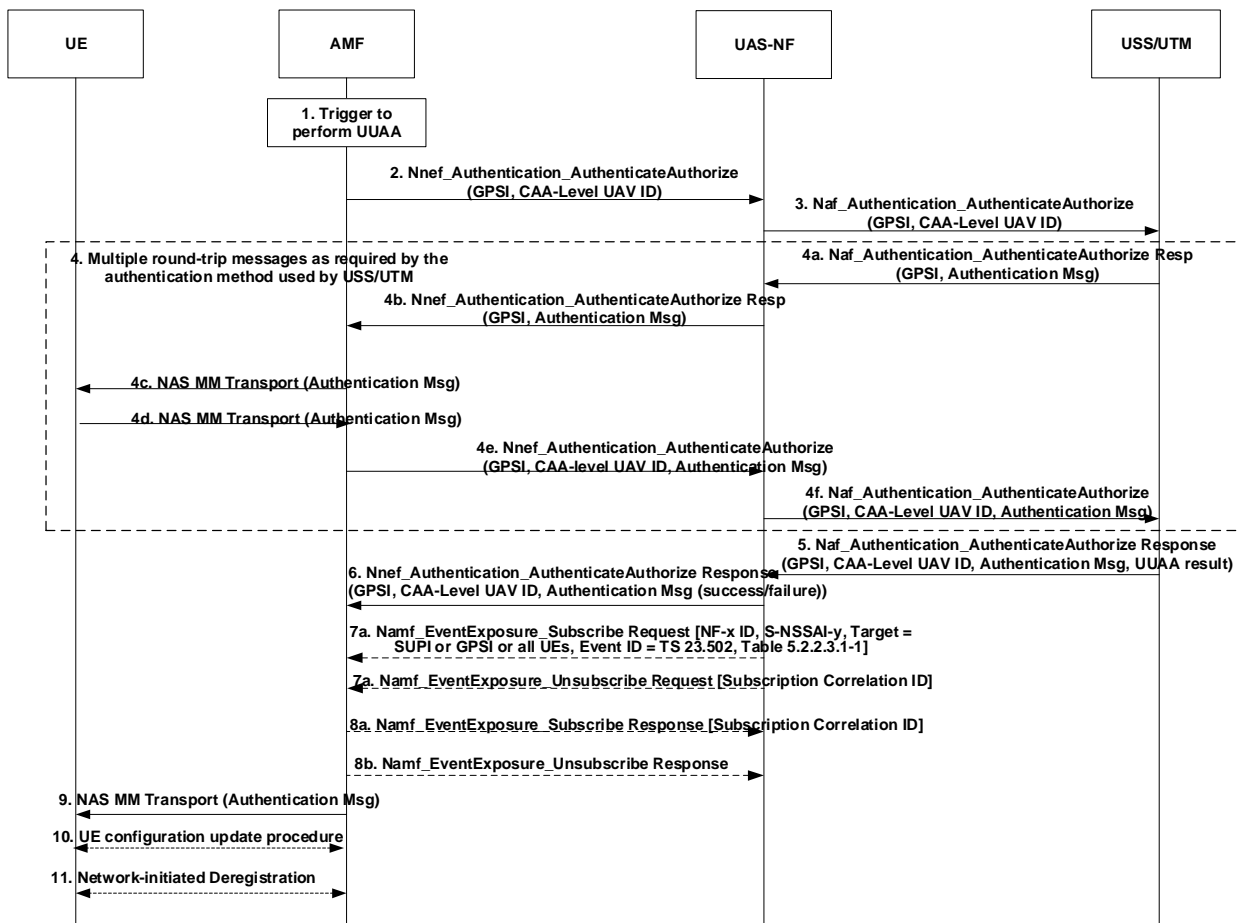 UE
AMF
UAS-NF
USS/UTM
1. Trigger to
perform UUAA
2. Nnef_Authentication_AuthenticateAuthorize
(GPSI, CAA-Level UAV ID)
3. Naf_Authentication_AuthenticateAuthorize
(GPSI, CAA-Level UAV ID)
4. Multiple round-trip messages as required by the
authentication method used by USS/UTM
4a. Naf_Authentication_AuthenticateAuthorize Resp
(GPSI, Authentication Msg)
4b. Nnef_Authentication_AuthenticateAuthorize Resp
(GPSI, Authentication Msg)
4c. NAS MM Transport (Authentication Msg)
4d. NAS MM Transport (Authentication Msg)
4e. Nnef_Authentication_AuthenticateAuthorize
(GPSI, CAA-level UAV ID, Authentication Msg)
4f. Naf_Authentication_AuthenticateAuthorize
(GPSI, CAA-Level UAV ID, Authentication Msg)
5. Naf_Authentication_AuthenticateAuthorize Response
(GPSI, CAA-Level UAV ID, Authentication Msg, UUAA result)
6. Nnef_Authentication_AuthenticateAuthorize Response
(GPSI, CAA-Level UAV ID, Authentication Msg (success/failure))
7a. Namf_EventExposure_Subscribe Request [NF-x ID, S-NSSAI-y, Target =
SUPI or GPSI or all UEs, Event ID = TS 23.502, Table 5.2.2.3.1-1]
7a. Namf_EventExposure_Unsubscribe Request [Subscription Correlation ID]
8a. Namf_EventExposure_Subscribe Response [Subscription Correlation ID]
8b. Namf_EventExposure_Unsubscribe Response
9. NAS MM Transport (Authentication Msg)
10. UE configuration update procedure
11. Network-initiated Deregistration